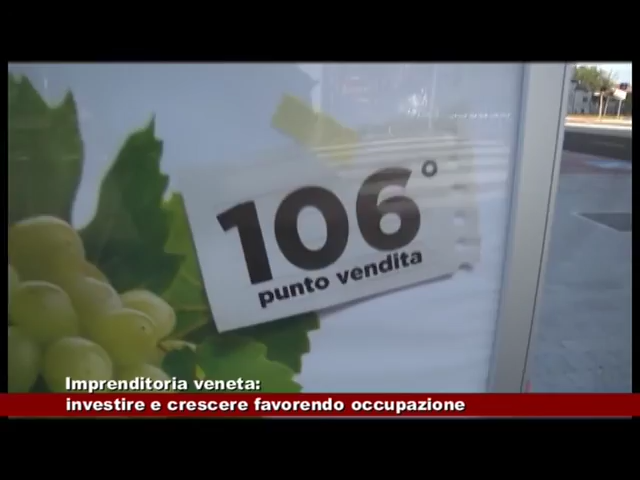 106°
punto vendita
Imprenditoria veneta:
investire e crescere favorendo occupazione